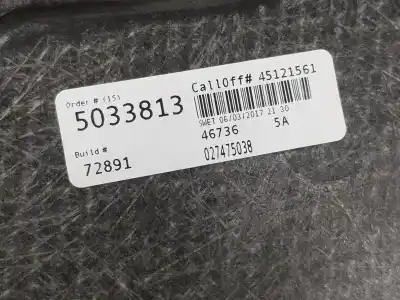 Order # (15)
5033813
Build #
72891
CallOff# 45121561
SWET 06/03/2017 21 30
46736 5A
027475038